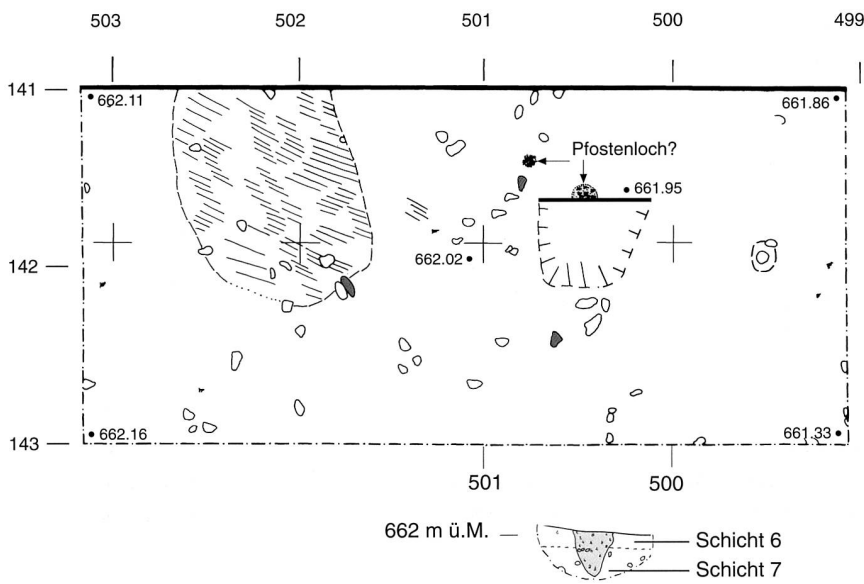 503 502 501 500 499
141
662.11 661.86
Pfostenloch?
661.95
142
662.02
662.16 661.33
143
501 500
662 m ü.M.
Schicht 6
Schicht 7